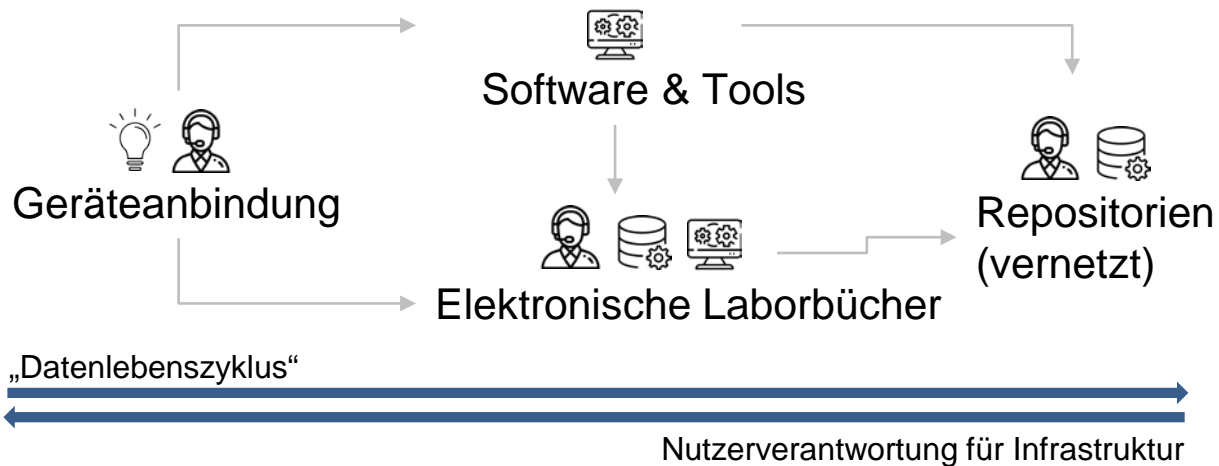 Software & Tools
Geräteanbindung
Repositorien
(vernetzt)
Elektronische Laborbücher
„Datenlebenszyklus“
Nutzerverantwortung für Infrastruktur